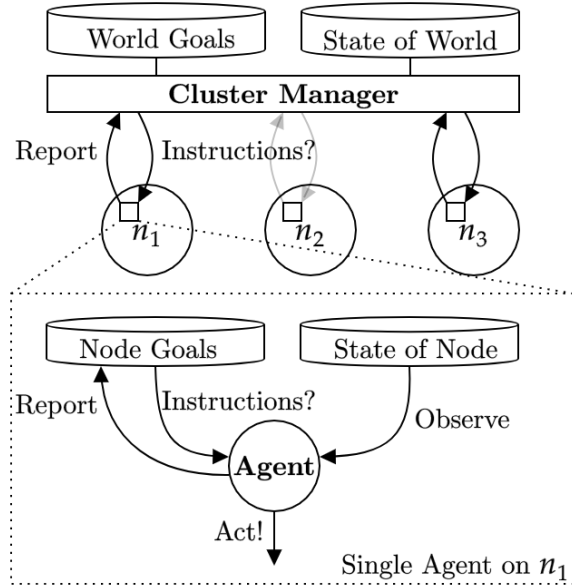 World Goals
State of World
Cluster Manager
Report
Instructions?
n₁
n₂
n₃
Node Goals
State of Node
Report
Instructions?
Observe
Agent
Act!
Single Agent on n₁